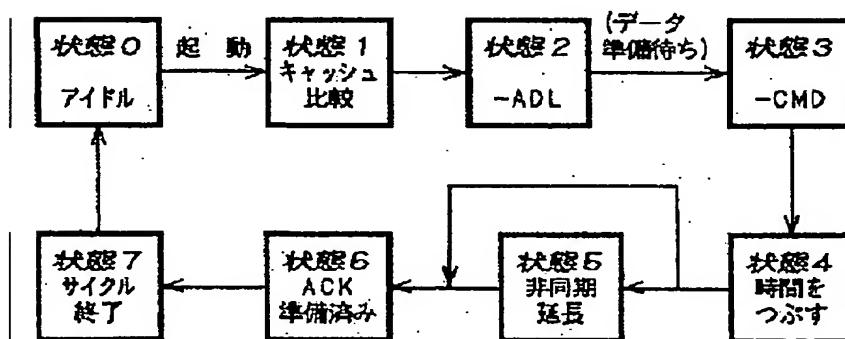 状態0
アイドル
起動
状態1
キャッシュ
比較
状態2
-ADL
(データ
準備待ち)
状態3
-CMD
状態7
サイクル
終了
状態6
ACK
準備済み
状態5
非同期
延長
状態4
時間を
つぶす